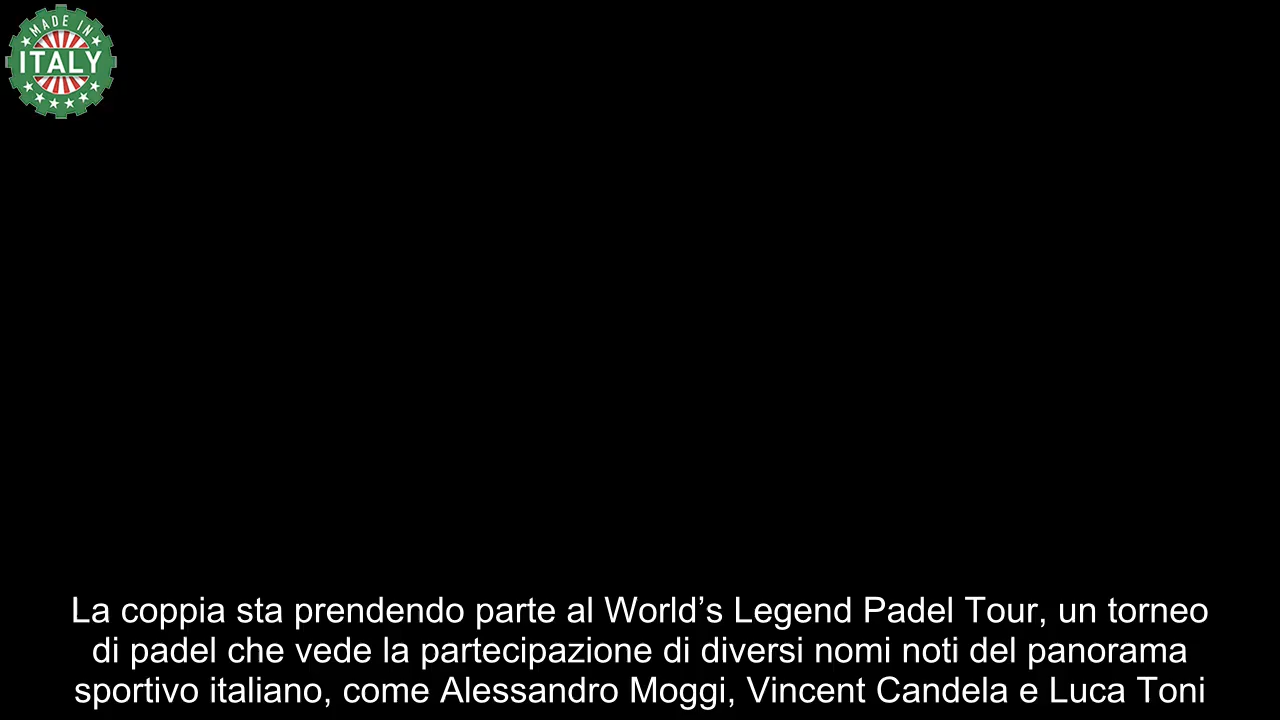 MADE IN
ITALY
La coppia sta prendendo parte al World’s Legend Padel Tour, un torneo
di padel che vede la partecipazione di diversi nomi noti del panorama
sportivo italiano, come Alessandro Moggi, Vincent Candela e Luca Toni